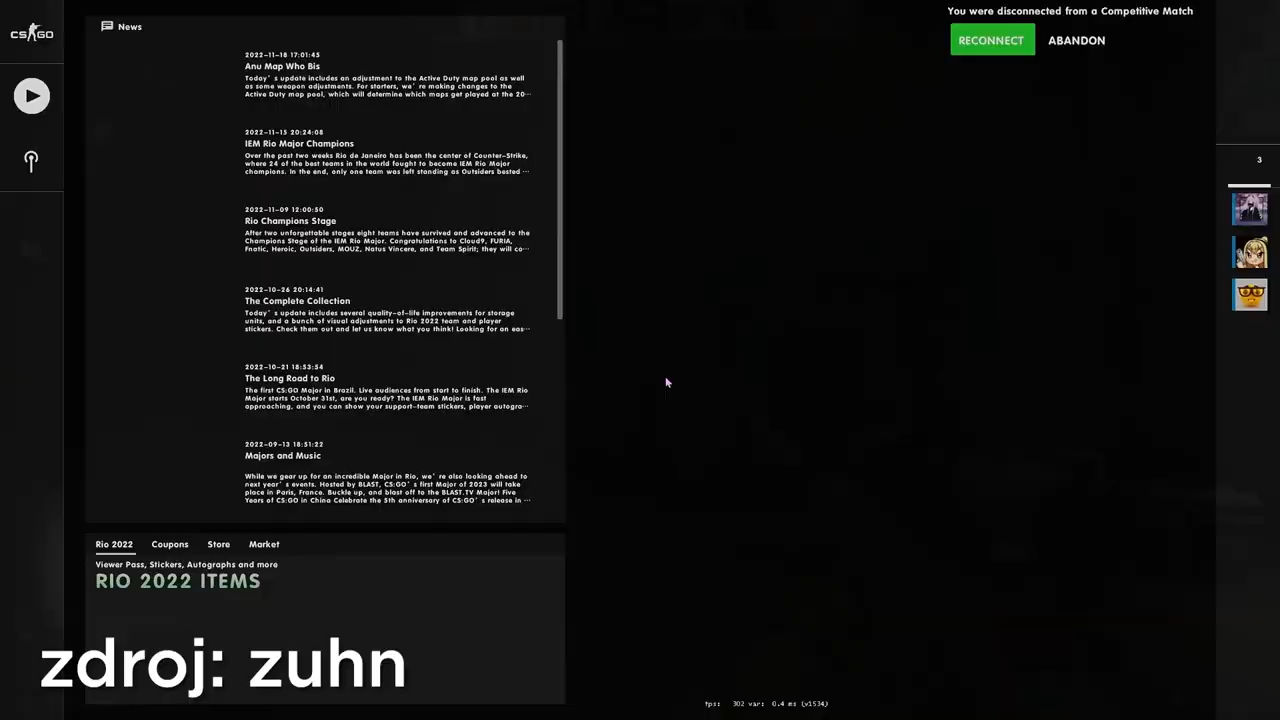 CS:GO
News
You were disconnected from a Competitive Match
RECONNECT
ABANDON
3
2022-11-18 17:01:45
Anu Map Who Bis
Today's update includes an adjustment to the Active Duty map pool as well
as some weapon adjustments. For starters, we're making changes to the
Active Duty map pool, which will determine which maps get played at the 20…
2022-11-15 20:24:08
IEM Rio Major Champions
Over the past two weeks Rio de Janeiro has been the center of Counter-Strike,
where 24 of the best teams in the world fought to become IEM Rio Major
champions. In the end, only one team was left standing as Outsiders bested …
2022-11-09 12:00:50
Rio Champions Stage
After two unforgettable stages eight teams have survived and advanced to the
Champions Stage of the IEM Rio Major. Congratulations to Cloud9, FURIA,
Fnatic, Heroic, Outsiders, MOUZ, Natus Vincere, and Team Spirit; they will co…
2022-10-26 20:14:41
The Complete Collection
Today's update includes several quality-of-life improvements for storage
units, and a bunch of visual adjustments to Rio 2022 team and player
stickers. Check them out and let us know what you think! Looking for an eas…
2022-10-21 18:53:54
The Long Road to Rio
The first CS:GO Major in Brazil. Live audiences from start to finish. The IEM Rio
Major starts October 31st, are you ready? The IEM Rio Major is fast
approaching, and you can show your support-team stickers, player autogra…
2022-09-13 18:51:22
Majors and Music
While we gear up for an incredible Major in Rio, we're also looking ahead to
next year's events. Hosted by BLAST, CS:GO's first Major of 2023 will take
place in Paris, France. Buckle up, and blast off to the BLAST.TV Major! Five
Years of CS:GO in China Celebrate the 5th anniversary of CS:GO's release in …
Rio 2022
Coupons
Store
Market
Viewer Pass, Stickers, Autographs and more
RIO 2022 ITEMS
zdroj: zuhn
fps: 302 var: 0.4 ms (v1534)